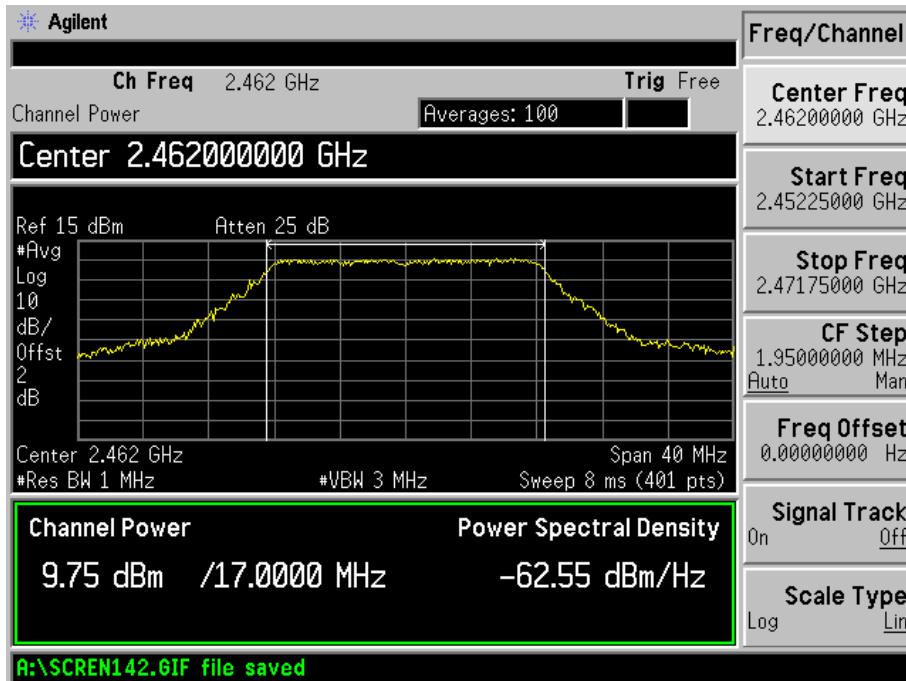 Agilent
Ch Freq 2.462 GHz Trig Free
Channel Power Averages: 100
Center 2.462000000 GHz
Ref 15 dBm Atten 25 dB
#Avg
Log
10
dB/
Offst
2
dB
Center 2.462 GHz Span 40 MHz
#Res BW 1 MHz #VBW 3 MHz Sweep 8 ms (401 pts)
Channel Power Power Spectral Density
9.75 dBm /17.0000 MHz -62.55 dBm/Hz
A:\SCREN142.GIF file saved
Freq/Channel
Center Freq
2.46200000 GHz
Start Freq
2.45225000 GHz
Stop Freq
2.47175000 GHz
CF Step
1.95000000 MHz
Auto Man
Freq Offset
0.00000000 Hz
Signal Track
On Off
Scale Type
Log Lin